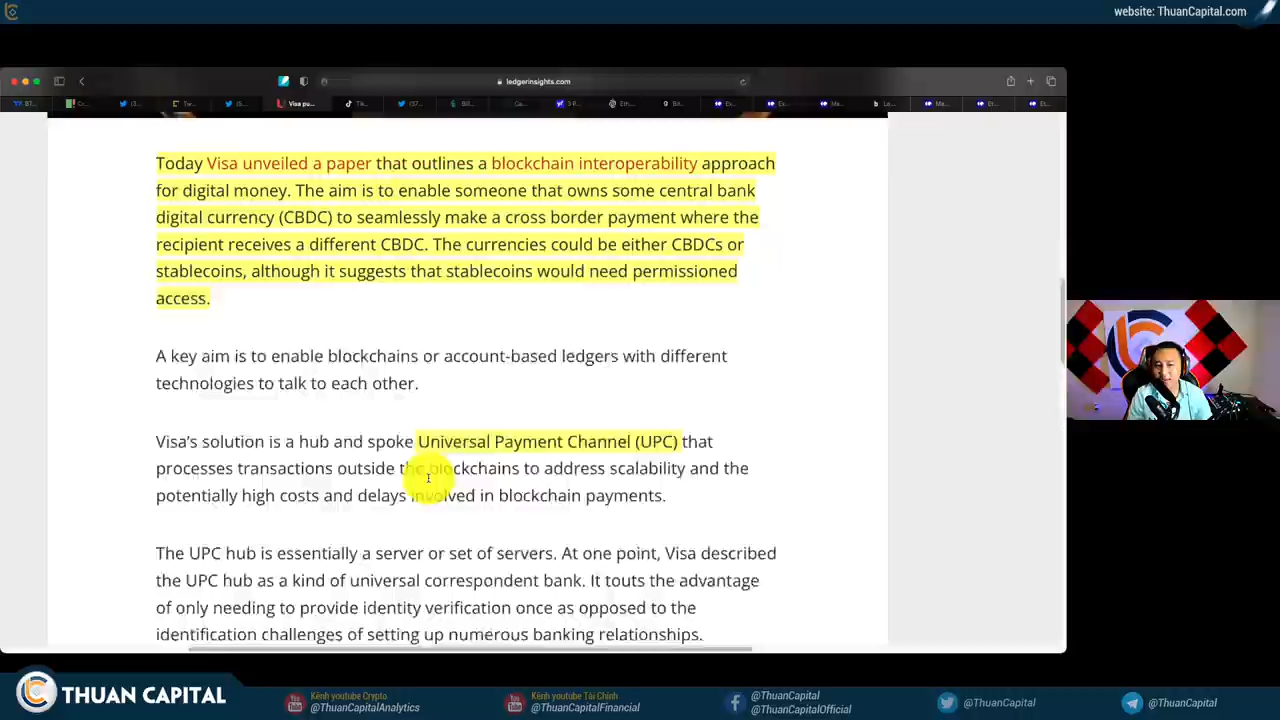 website: ThuanCapital.com
ledgerinsights.com
Today Visa unveiled a paper that outlines a blockchain interoperability approach
for digital money. The aim is to enable someone that owns some central bank
digital currency (CBDC) to seamlessly make a cross border payment where the
recipient receives a different CBDC. The currencies could be either CBDCs or
stablecoins, although it suggests that stablecoins would need permissioned
access.
A key aim is to enable blockchains or account-based ledgers with different
technologies to talk to each other.
Visa's solution is a hub and spoke Universal Payment Channel (UPC) that
processes transactions outside the blockchains to address scalability and the
potentially high costs and delays involved in blockchain payments.
The UPC hub is essentially a server or set of servers. At one point, Visa described
the UPC hub as a kind of universal correspondent bank. It touts the advantage
of only needing to provide identity verification once as opposed to the
identification challenges of setting up numerous banking relationships.
THUAN CAPITAL
Kênh youtube Crypto
@ThuanCapitalAnalytics
Kênh youtube Tài Chính
@ThuanCapitalFinancial
@ThuanCapital
@ThuanCapitalOfficial
@ThuanCapital
@ThuanCapital